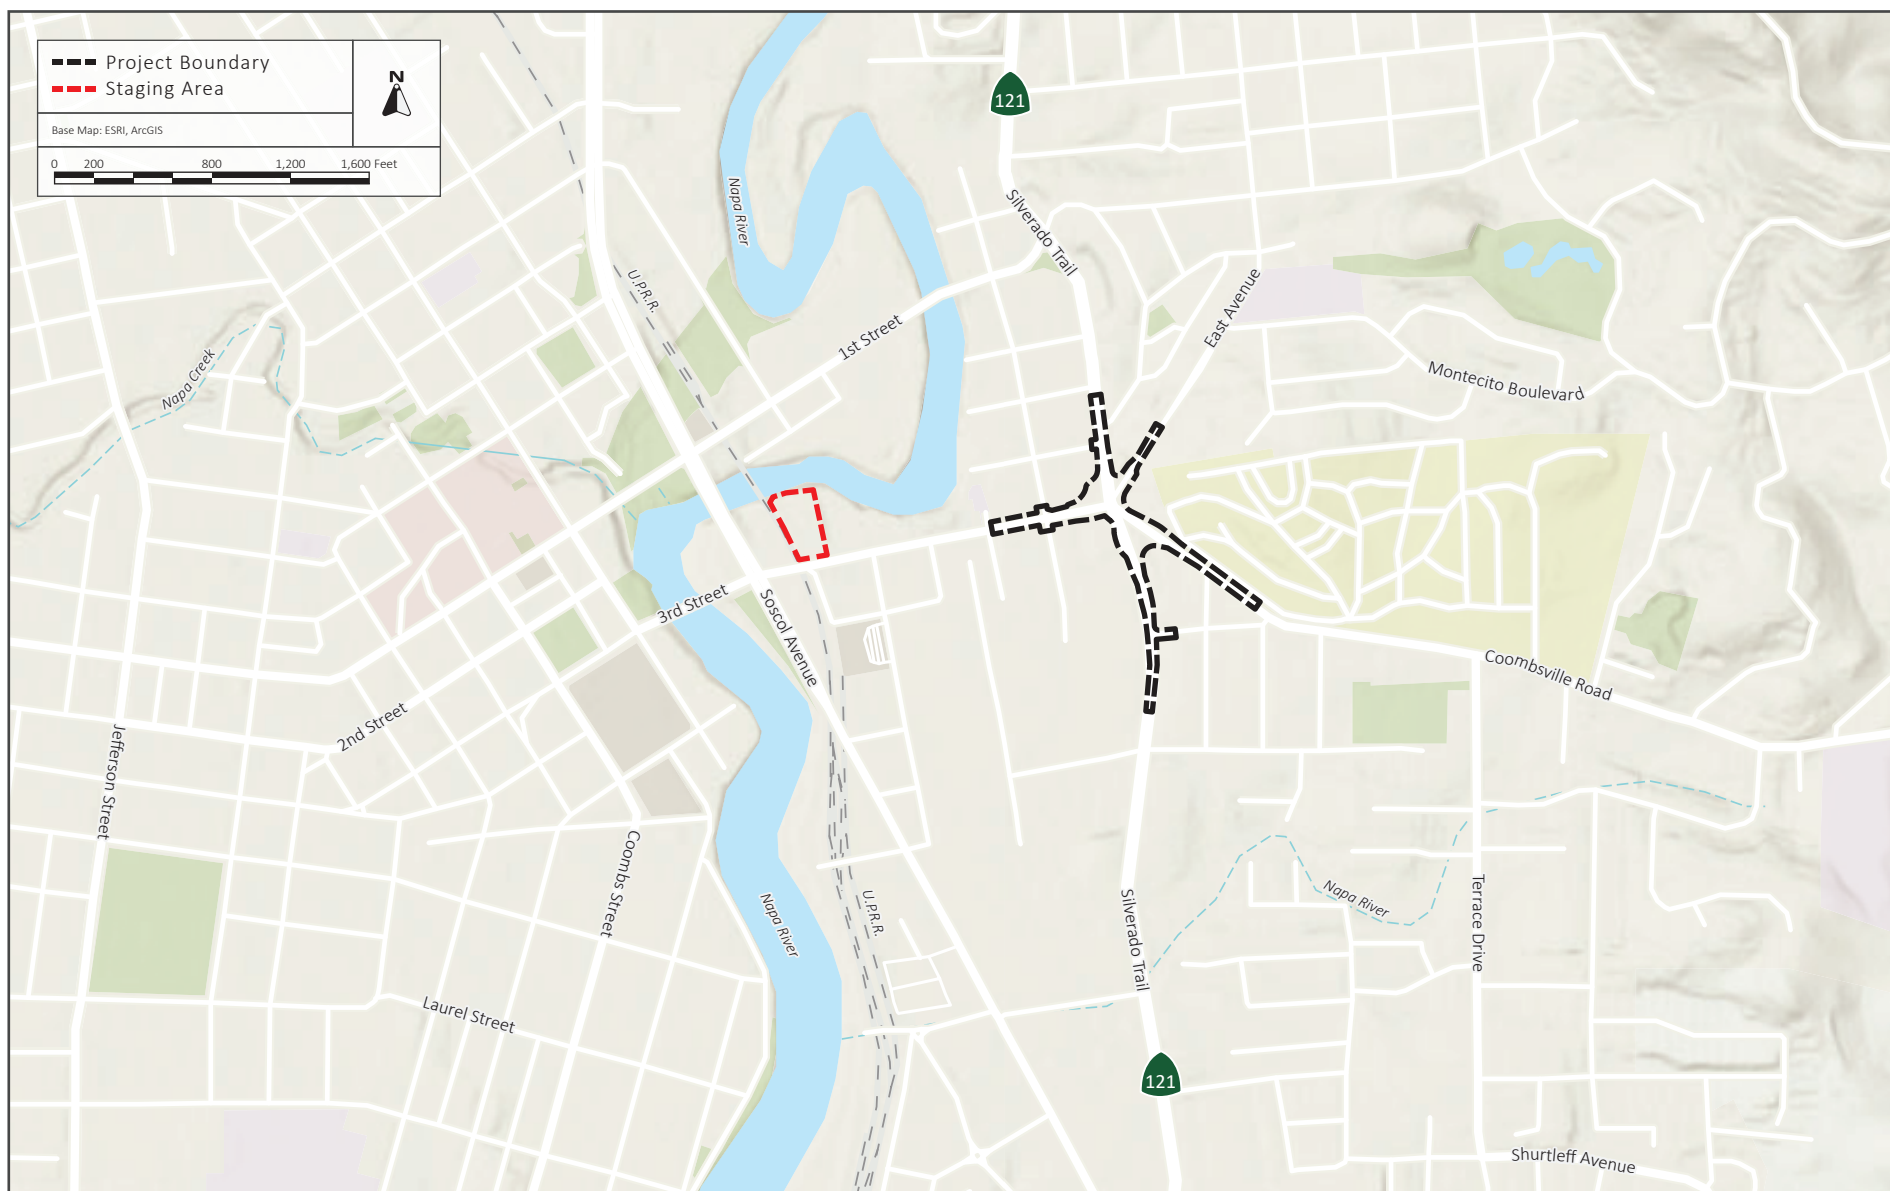 Project Boundary
Staging Area
N
Base Map: ESRI, ArcGIS
0 200 800 1,200 1,600 Feet
121
Napa River
Silverado Trail
U.P.R.R.
East Avenue
1st Street
Napa Creek
Montecito Boulevard
3rd Street
Soscol Avenue
Coombsville Road
2nd Street
Jefferson Street
Coombs Street
Napa River
U.P.R.R.
Napa River
Silverado Trail
Terrace Drive
Laurel Street
121
Shurtleff Avenue